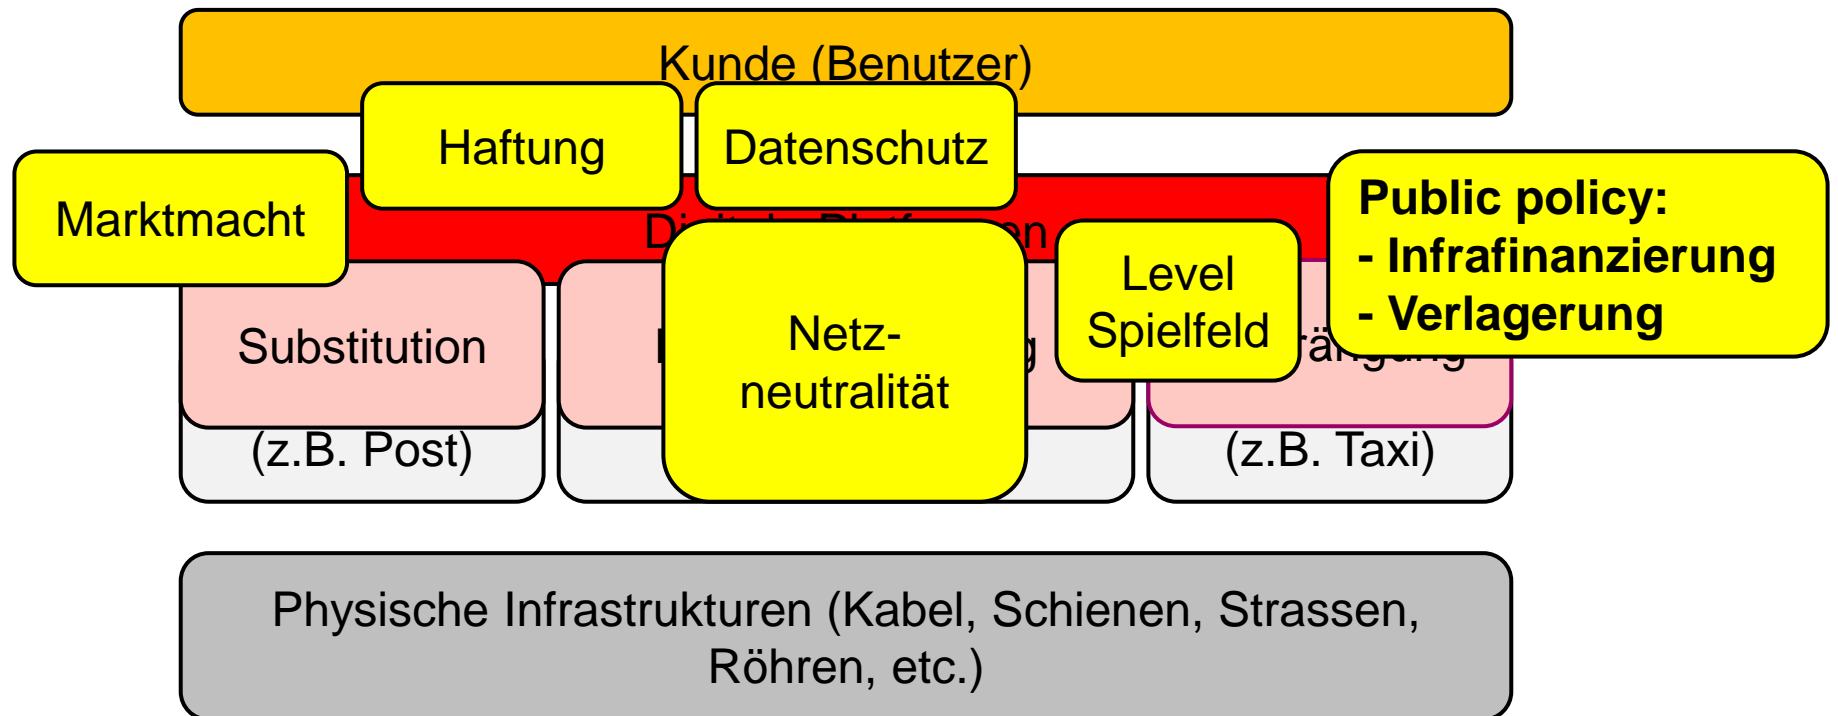 Kunde (Benutzer)
Haftung
Datenschutz
Marktmacht
Public policy:
- Infrafinanzierung
- Verlagerung
Level
Spielfeld
Substitution
Netz-
neutralität
(z.B. Post)
(z.B. Taxi)
Physische Infrastrukturen (Kabel, Schienen, Strassen,
Röhren, etc.)